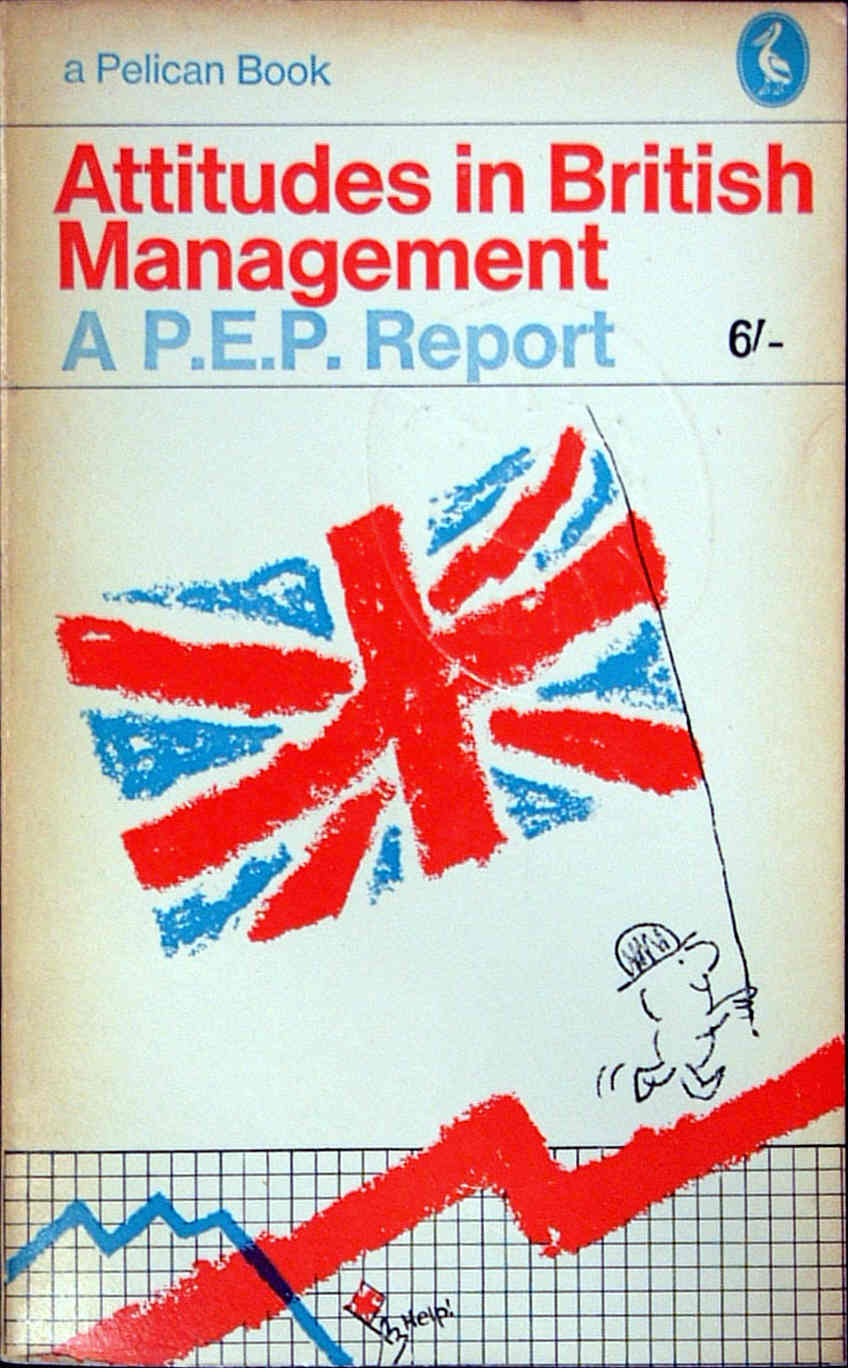 a Pelican Book
Attitudes in British
Management
A P.E.P. Report
6/-
Help!